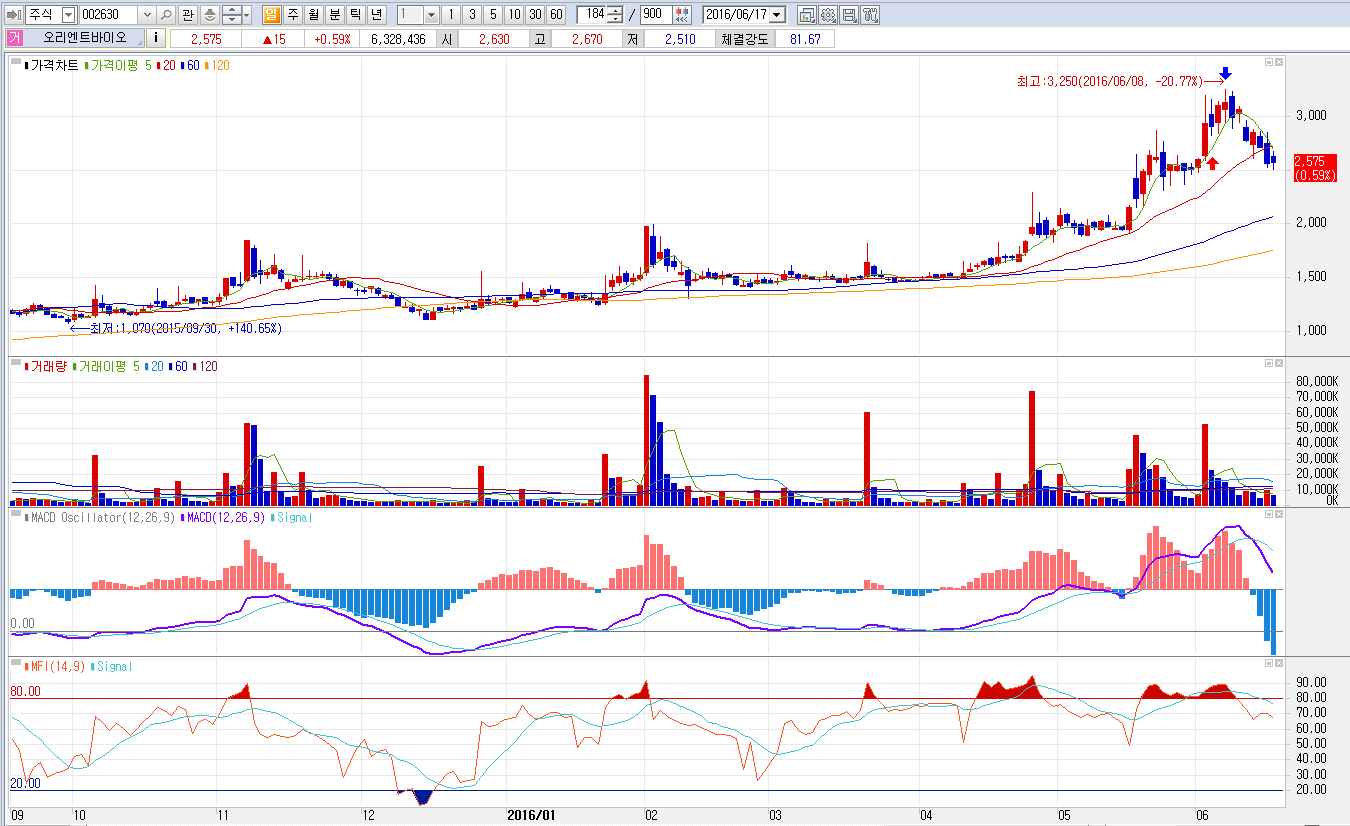 주식 002630 관 일 주 월 분 틱 년 1 1 3 5 10 30 60 184 / 900 2016/06/17
거 오리엔트바이오 i 2,575 ▲15 +0.59% 6,328,436 시 2,630 고 2,670 저 2,510 체결강도 81.67
가격차트 가격이평 5 20 60 120
최고:3,250(2016/06/08, -20.77%)→
3,000
2,575
(0.59%)
2,000
1,500
1,000
←최저:1,070(2015/09/30, +140.65%)
거래량 거래이평 5 20 60 120
80,000K
70,000K
60,000K
50,000K
40,000K
30,000K
20,000K
10,000K
0K
MACD Oscillator(12,26,9) MACD(12,26,9) Signal
0.00
MFI(14,9) Signal
80.00
20.00
90.00
80.00
70.00
60.00
50.00
40.00
30.00
20.00
09 10 11 12 2016/01 02 03 04 05 06